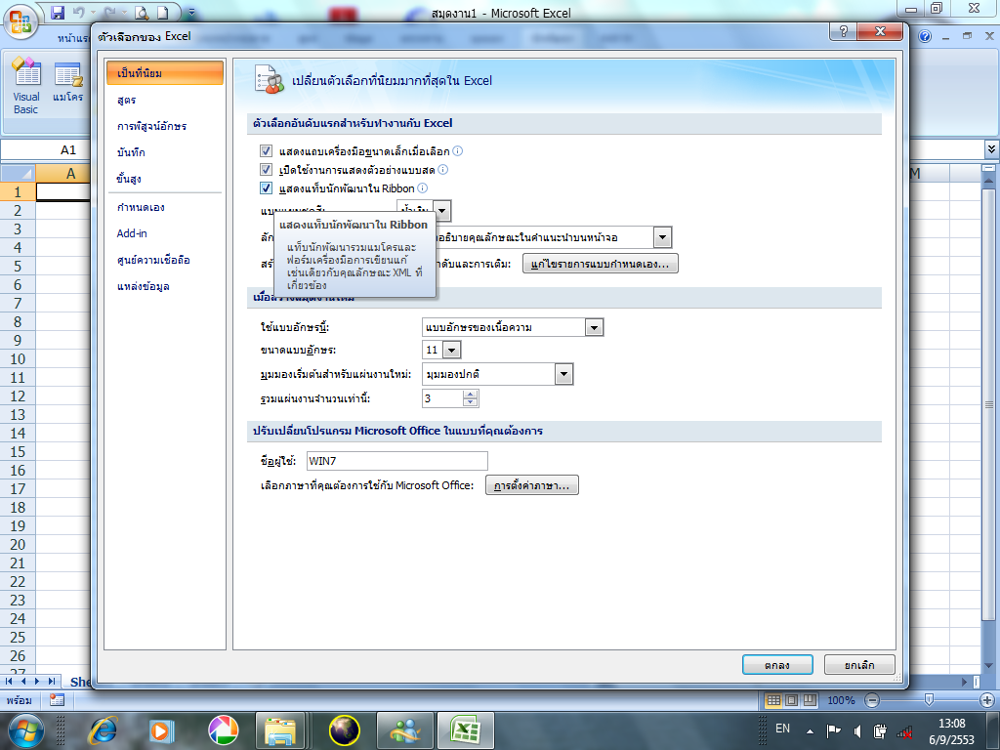 สมุดงาน1 - Microsoft Excel
ตัวเลือกของ Excel
หน้าแรก
Visual
Basic
แมโคร
A1
A
M
1
2
3
4
5
6
7
8
9
10
11
12
13
14
15
16
17
18
19
20
21
22
23
24
25
26
27
เป็นที่นิยม
สูตร
การพิสูจน์อักษร
บันทึก
ขั้นสูง
กำหนดเอง
Add-in
ศูนย์ความเชื่อถือ
แหล่งข้อมูล
เปลี่ยนตัวเลือกที่นิยมมากที่สุดใน Excel
ตัวเลือกอันดับแรกสำหรับทำงานกับ Excel
แสดงแถบเครื่องมือขนาดเล็กเมื่อเลือก
เปิดใช้งานการแสดงตัวอย่างแบบสด
แสดงแท็บนักพัฒนาใน Ribbon
น้ำเงิน
แสดงแท็บนักพัฒนาใน Ribbon
แท็บนักพัฒนารวมแมโครและ
ฟอร์มเครื่องมือการเขียนแก้
เช่นเดียวกับคุณลักษณะ XML ที่
เกี่ยวข้อง
อธิบายคุณลักษณะในคำแนะนำบนหน้าจอ
ดับและการเติม: แก้ไขรายการแบบกำหนดเอง...
เมื่อสร้างสมุดงานใหม่
ใช้แบบอักษรนี้: แบบอักษรของเนื้อความ
ขนาดแบบอักษร: 11
มุมมองเริ่มต้นสำหรับแผ่นงานใหม่: มุมมองปกติ
รวมแผ่นงานจำนวนเท่านี้: 3
ปรับเปลี่ยนโปรแกรม Microsoft Office ในแบบที่คุณต้องการ
ชื่อผู้ใช้: WIN7
เลือกภาษาที่คุณต้องการใช้กับ Microsoft Office: การตั้งค่าภาษา...
ตกลง
ยกเลิก
She
พร้อม
100%
EN
13:08
6/9/2553